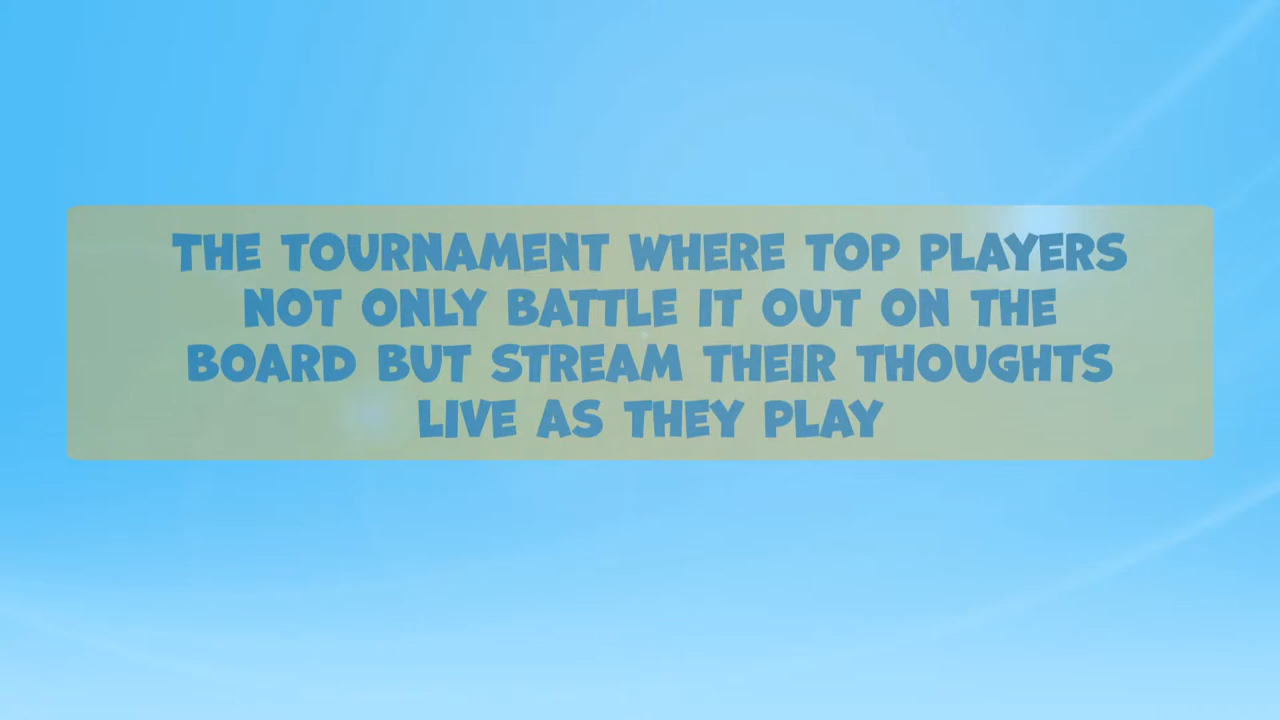 THE TOURNAMENT WHERE TOP PLAYERS
NOT ONLY BATTLE IT OUT ON THE
BOARD BUT STREAM THEIR THOUGHTS
LIVE AS THEY PLAY